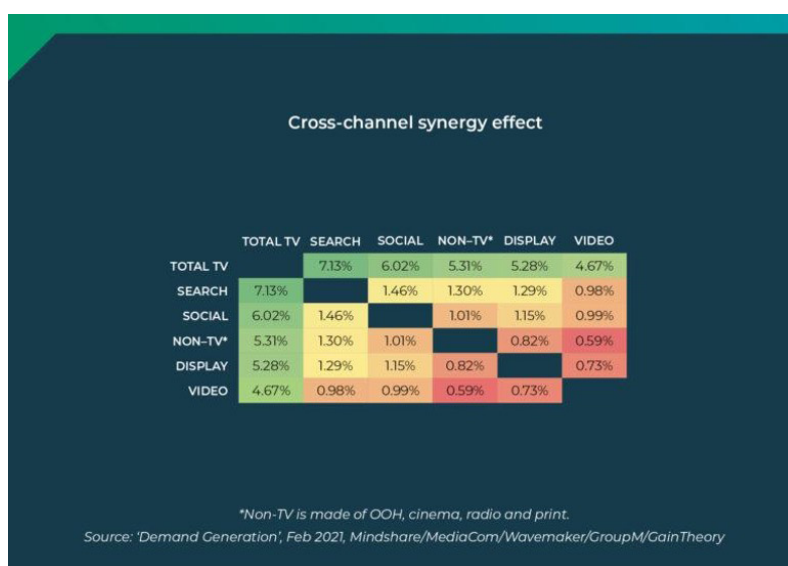 Cross-channel synergy effect
TOTAL TV SEARCH SOCIAL NON–TV* DISPLAY VIDEO
TOTAL TV 7.13% 6.02% 5.31% 5.28% 4.67%
SEARCH 7.13% 1.46% 1.30% 1.29% 0.98%
SOCIAL 6.02% 1.46% 1.01% 1.15% 0.99%
NON–TV* 5.31% 1.30% 1.01% 0.82% 0.59%
DISPLAY 5.28% 1.29% 1.15% 0.82% 0.73%
VIDEO 4.67% 0.98% 0.99% 0.59% 0.73%
*Non-TV is made of OOH, cinema, radio and print.
Source: ‘Demand Generation’, Feb 2021, Mindshare/MediaCom/Wavemaker/GroupM/GainTheory